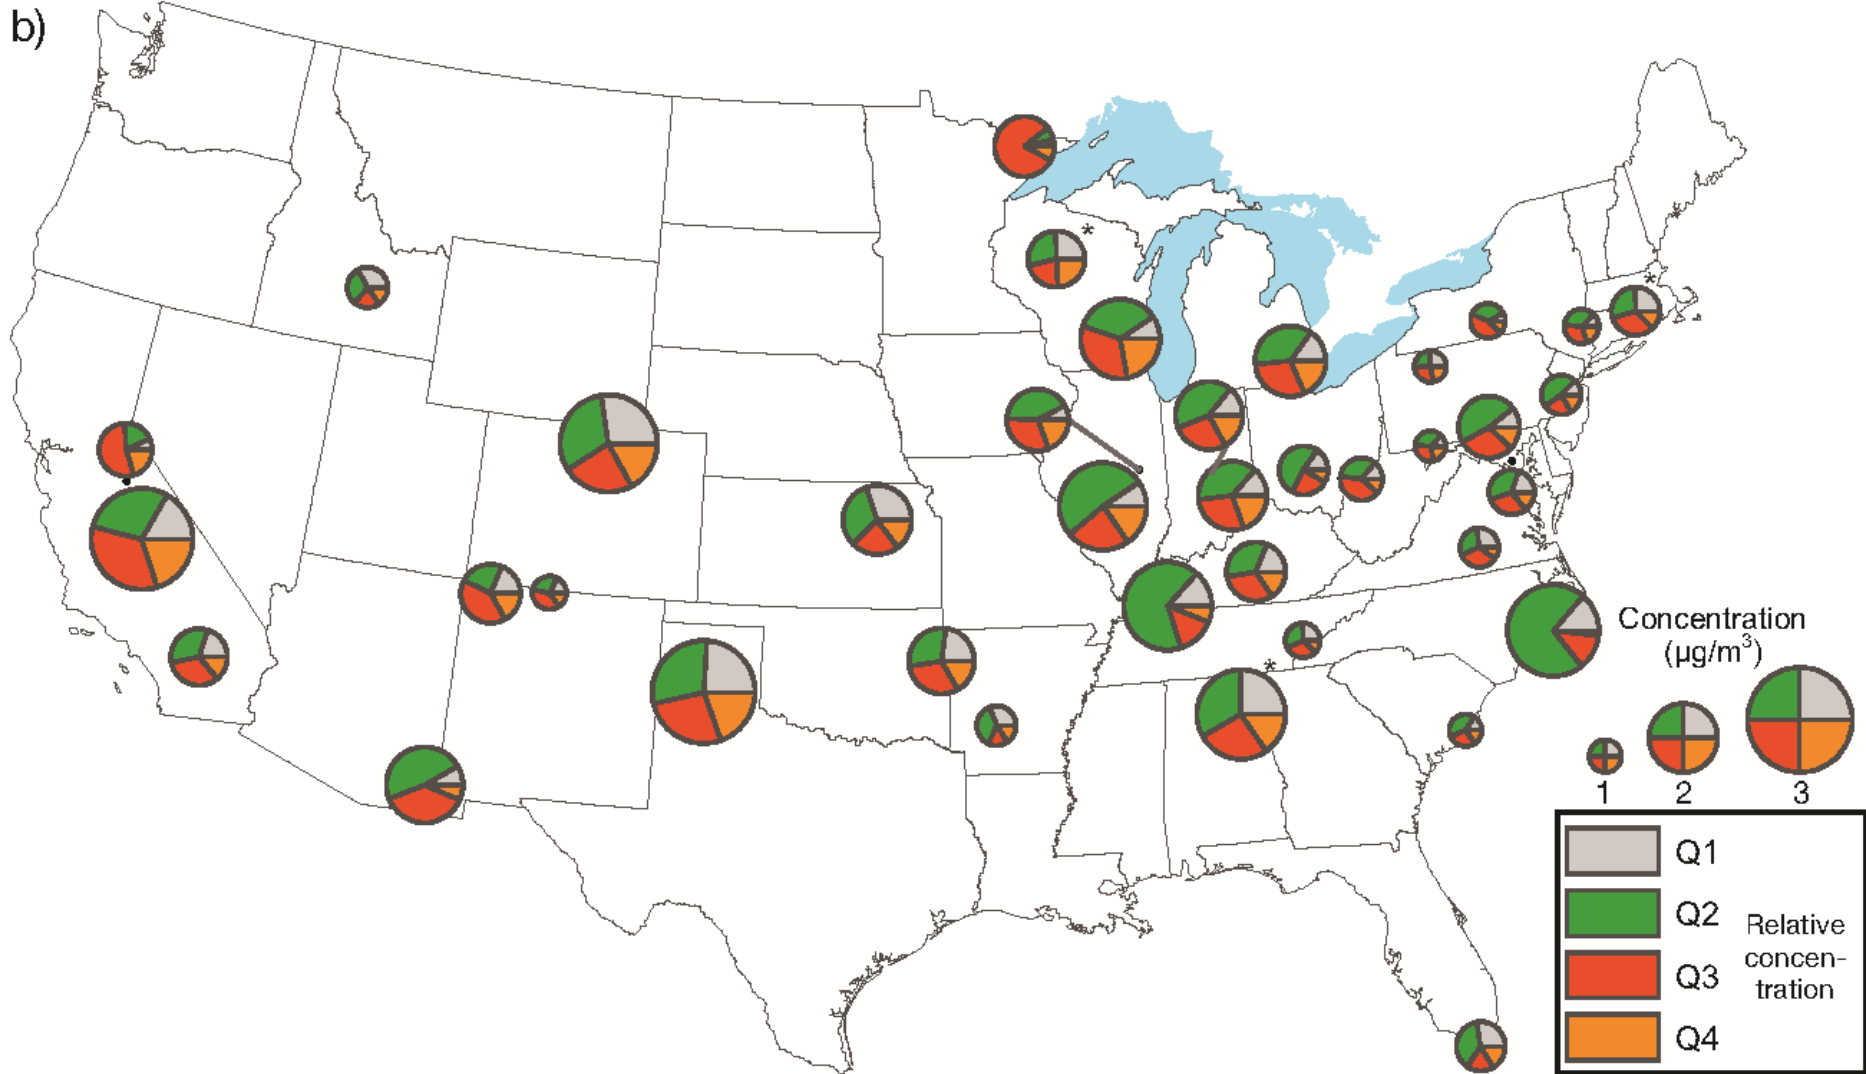 b)
*
*
*
Concentration
(µg/m³)
1 2 3
Q1
Q2
Q3
Q4
Relative
concen-
tration